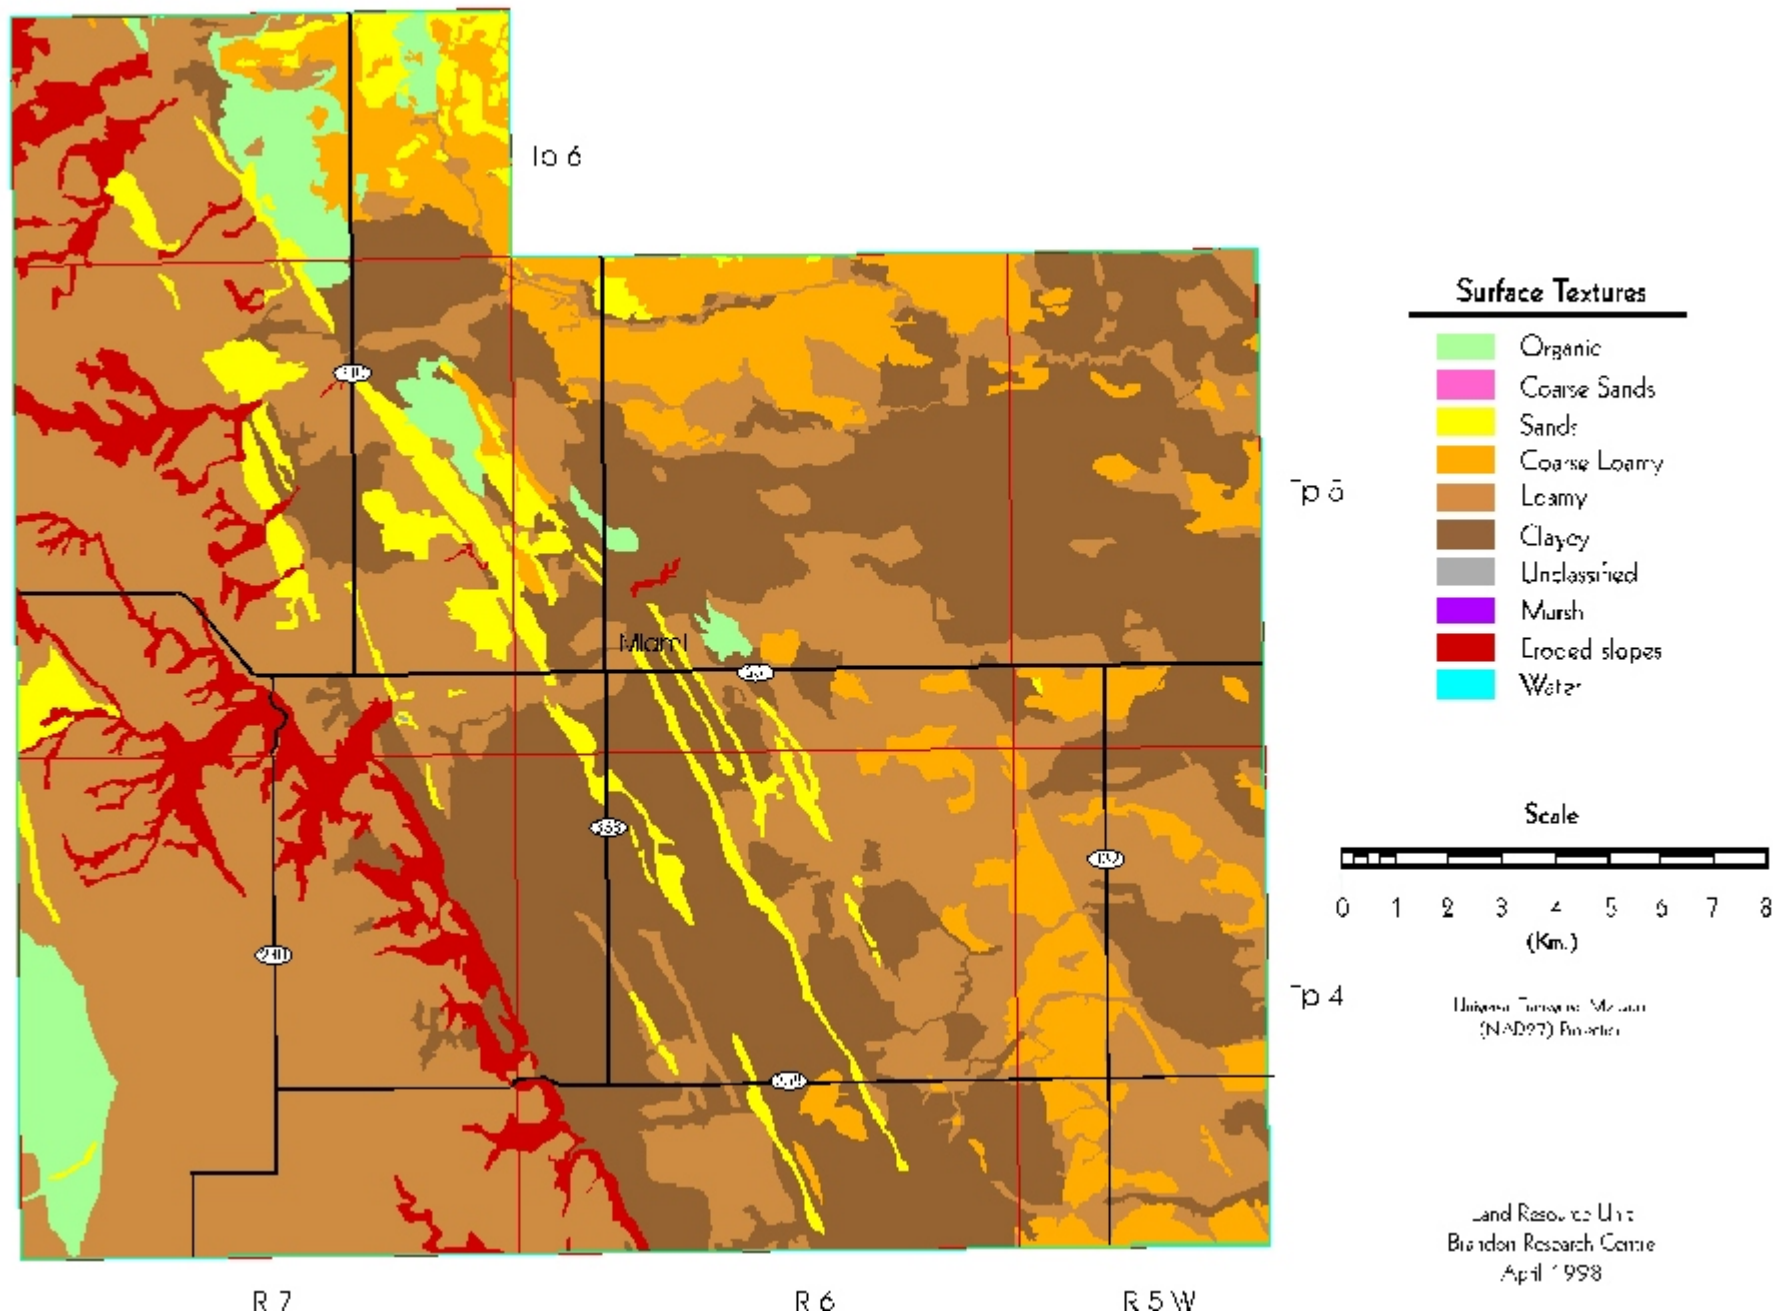 Tp 6
Surface Textures
Organic
Coarse Sands
Sands
Coarse Loamy
Loamy
Clayey
Unclassified
Marsh
Eroded slopes
Water
Tp 5
Miami
Scale
0 1 2 3 4 5 6 7 8
(Km.)
240
Tp 4
(NAD27)
Land Resource Unit
Brandon Research Centre
April 1998
R 7
R 6
R 5 W